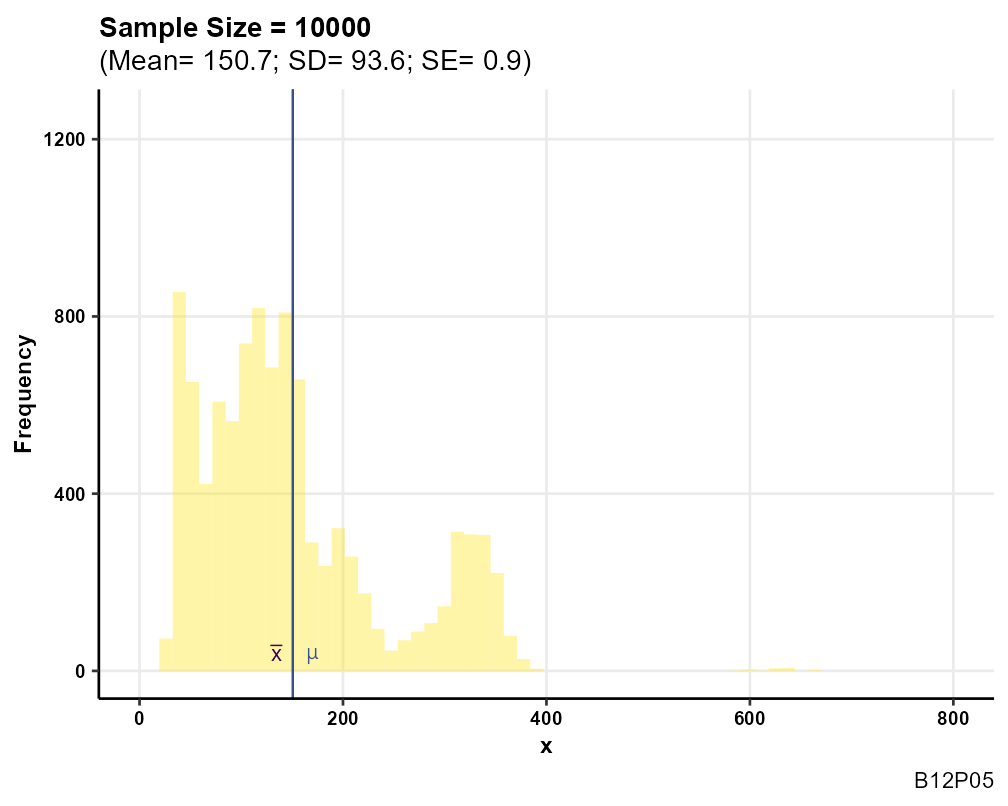 Sample Size = 10000
(Mean= 150.7; SD= 93.6; SE= 0.9)
1200
800
400
0
Frequency
x̅ μ
0 200 400 600 800
x
B12P05